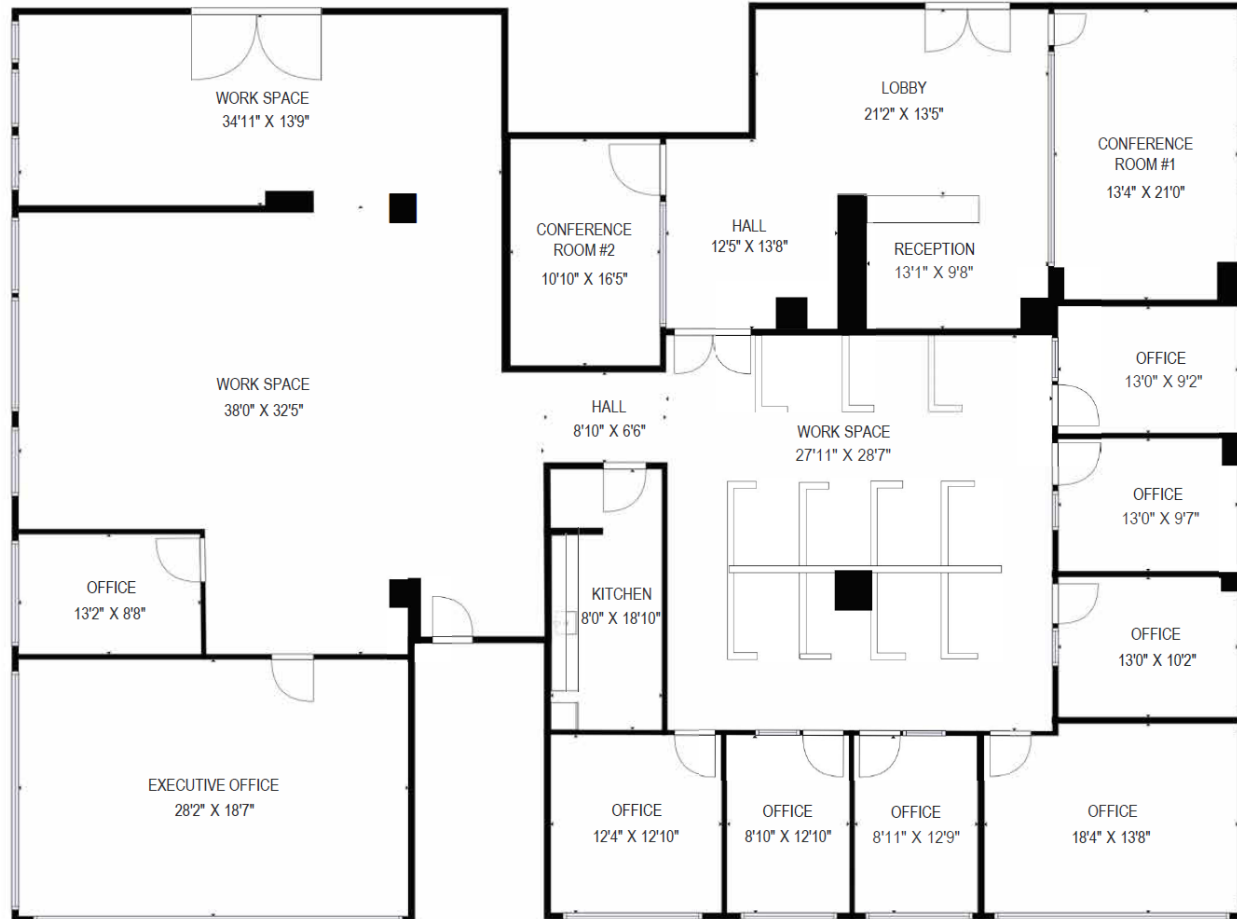 WORK SPACE
34'11" X 13'9"
LOBBY
21'2" X 13'5"
CONFERENCE
ROOM #1
13'4" X 21'0"
CONFERENCE
ROOM #2
10'10" X 16'5"
HALL
12'5" X 13'8"
RECEPTION
13'1" X 9'8"
WORK SPACE
38'0" X 32'5"
HALL
8'10" X 6'6"
WORK SPACE
27'11" X 28'7"
OFFICE
13'0" X 9'2"
OFFICE
13'0" X 9'7"
OFFICE
13'2" X 8'8"
KITCHEN
8'0" X 18'10"
OFFICE
13'0" X 10'2"
EXECUTIVE OFFICE
28'2" X 18'7"
OFFICE
12'4" X 12'10"
OFFICE
8'10" X 12'10"
OFFICE
8'11" X 12'9"
OFFICE
18'4" X 13'8"